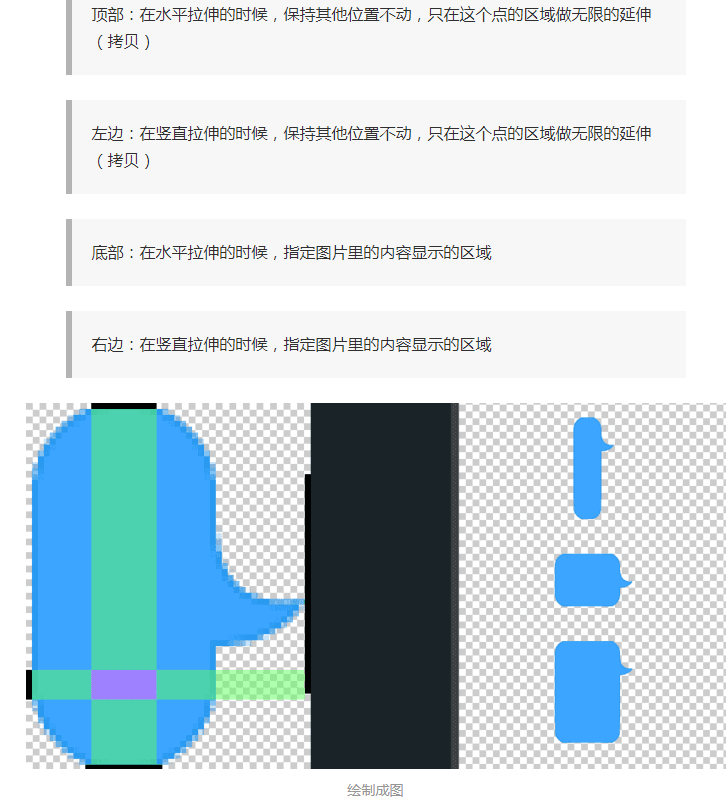 顶部：在水平拉伸的时候，保持其他位置不动，只在这个点的区域做无限的延伸
（拷贝）
左边：在竖直拉伸的时候，保持其他位置不动，只在这个点的区域做无限的延伸
（拷贝）
底部：在水平拉伸的时候，指定图片里的内容显示的区域
右边：在竖直拉伸的时候，指定图片里的内容显示的区域
绘制成图